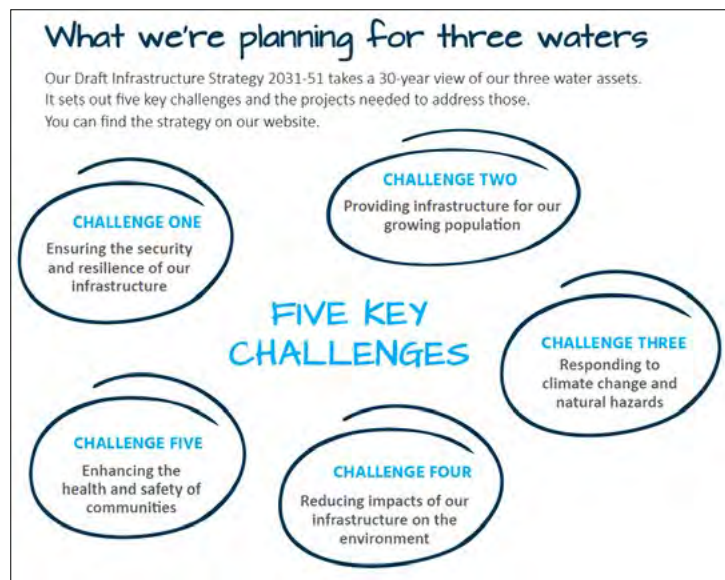 What we're planning for three waters
Our Draft Infrastructure Strategy 2031-51 takes a 30-year view of our three water assets.
It sets out five key challenges and the projects needed to address those.
You can find the strategy on our website.
CHALLENGE ONE
Ensuring the security
and resilience of our
infrastructure
CHALLENGE TWO
Providing infrastructure for our
growing population
FIVE KEY
CHALLENGES
CHALLENGE THREE
Responding to
climate change and
natural hazards
CHALLENGE FOUR
Reducing impacts of our
infrastructure on the
environment
CHALLENGE FIVE
Enhancing the
health and safety of
communities